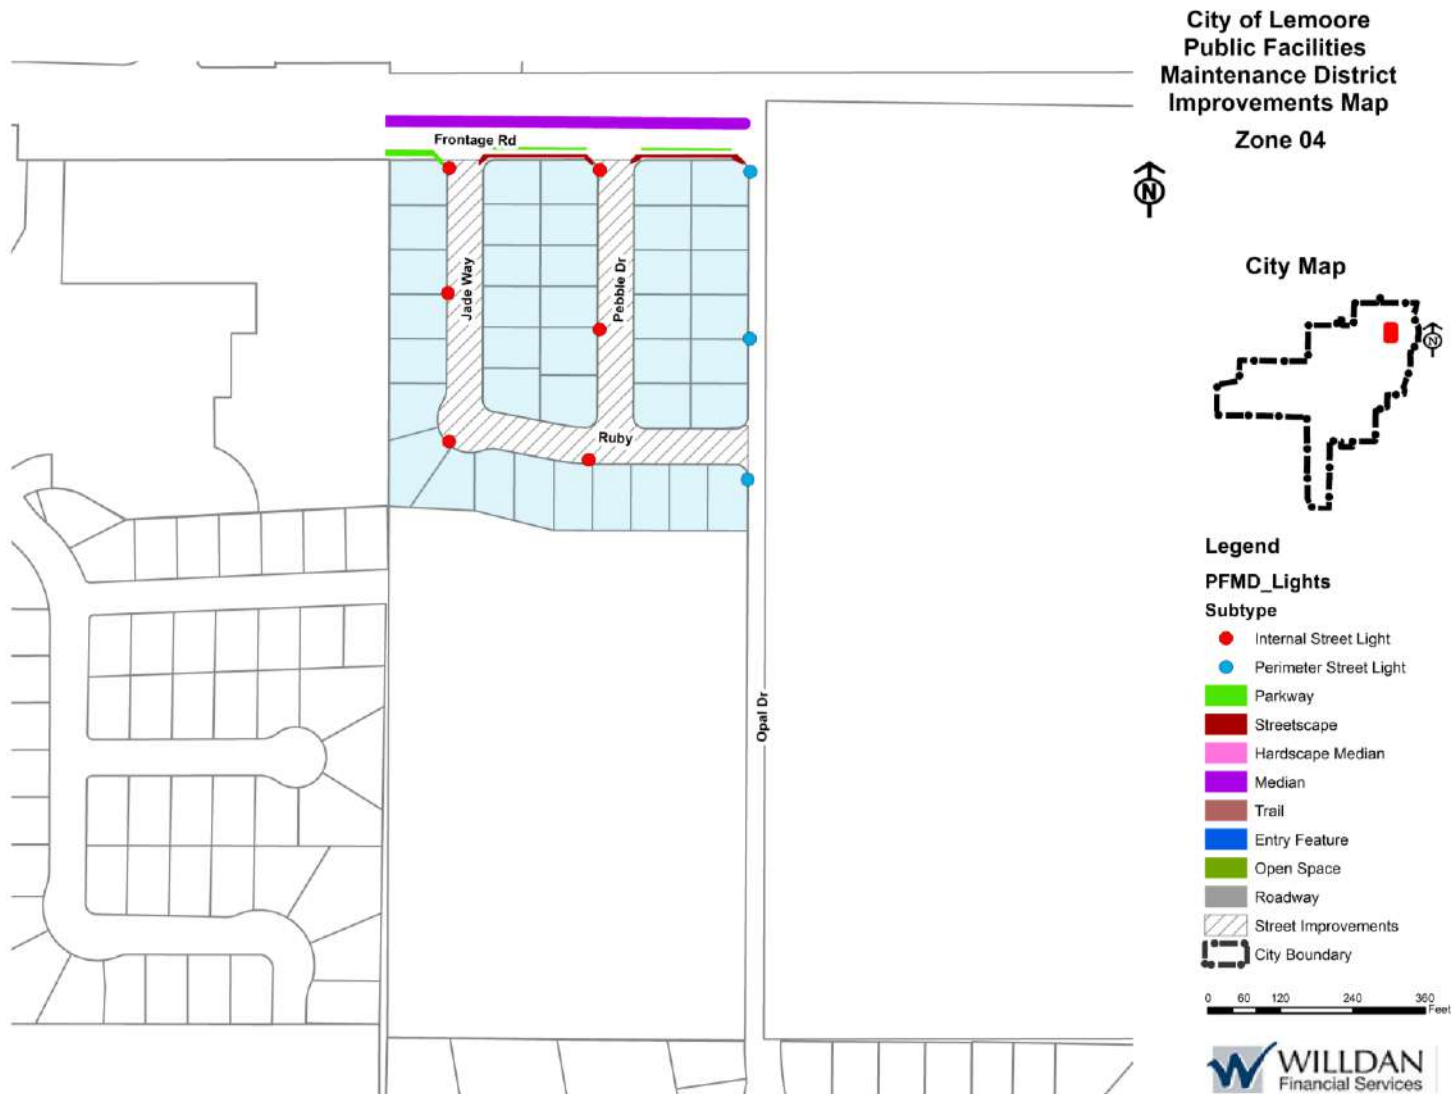 City of Lemoore
Public Facilities
Maintenance District
Improvements Map
Zone 04
N
Frontage Rd
Jade Way
Pebble Dr
Ruby
Opal Dr
City Map
N
Legend
PFMD_Lights
Subtype
Internal Street Light
Perimeter Street Light
Parkway
Streetscape
Hardscape Median
Median
Trail
Entry Feature
Open Space
Roadway
Street Improvements
City Boundary
0 60 120 240 360
Feet
WILLDAN
Financial Services